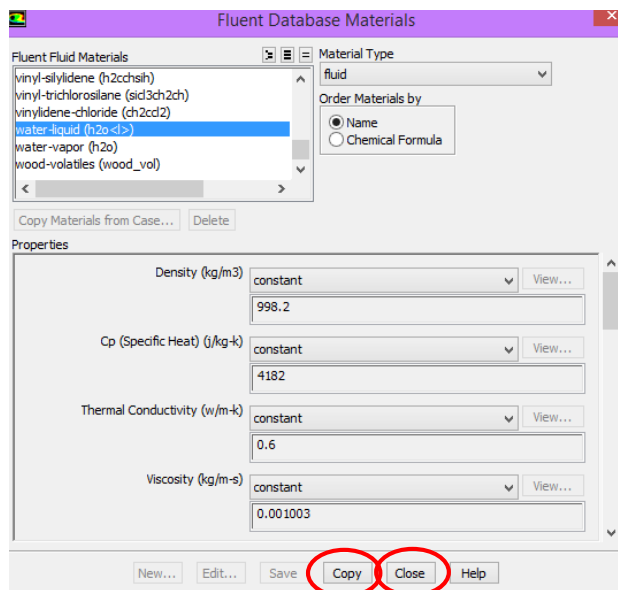 Fluent Database Materials
Fluent Fluid Materials
vinyl-silylidene (h2cchsih)
vinyl-trichlorosilane (sicl3ch2ch)
vinylidene-chloride (ch2ccl2)
water-liquid (h2o<l>)
water-vapor (h2o)
wood-volatiles (wood_vol)
Material Type
fluid
Order Materials by
Name
Chemical Formula
Copy Materials from Case... Delete
Properties
Density (kg/m3) constant View...
998.2
Cp (Specific Heat) (j/kg-k) constant View...
4182
Thermal Conductivity (w/m-k) constant View...
0.6
Viscosity (kg/m-s) constant View...
0.001003
New... Edit... Save Copy Close Help